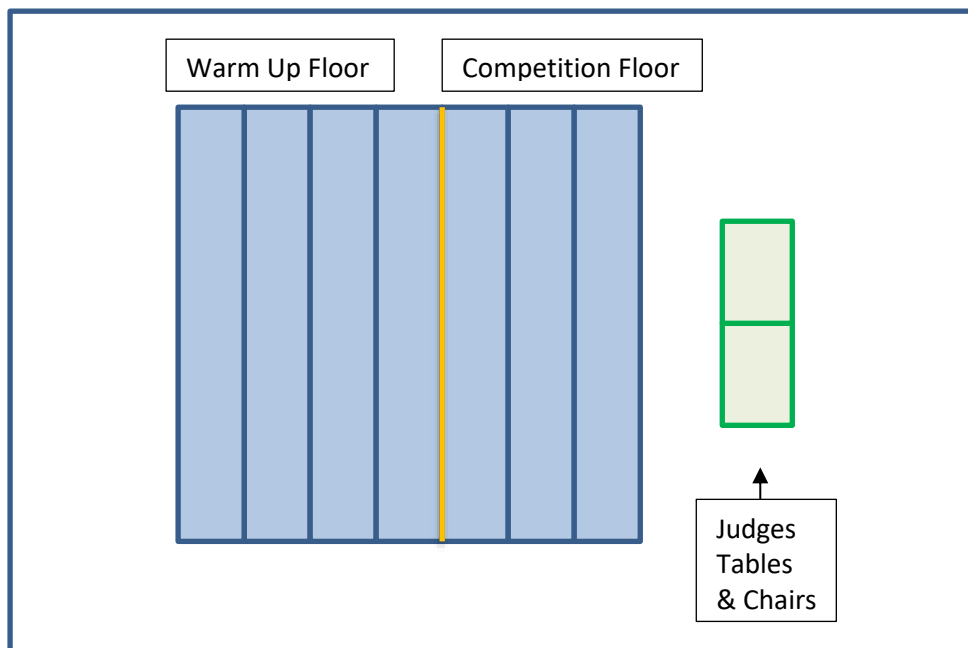 Warm Up Floor
Competition Floor
Judges
Tables
& Chairs